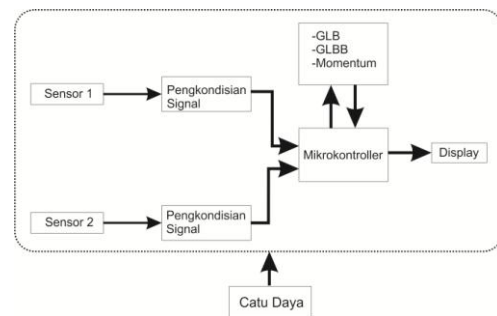 -GLB
-GLBB
-Momentum
Sensor 1
Pengkondisian
Signal
Mikrokontroller
Display
Sensor 2
Pengkondisian
Signal
Catu Daya